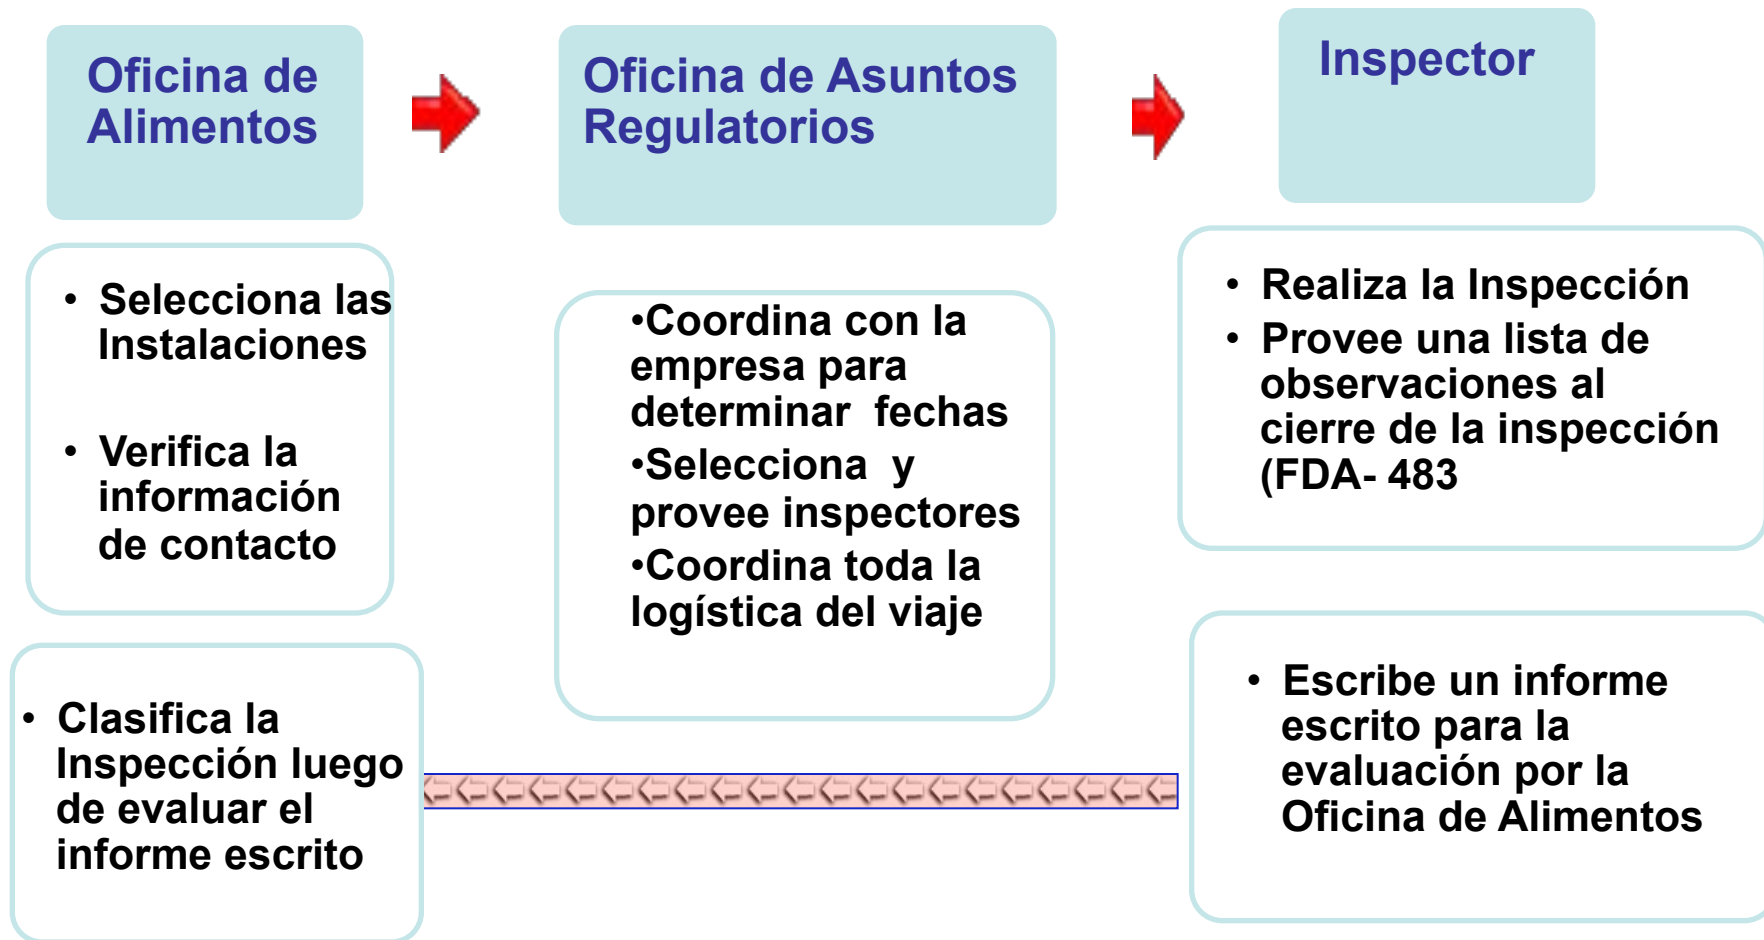 Oficina de
Alimentos
Oficina de Asuntos
Regulatorios
Inspector
• Selecciona las
Instalaciones
• Verifica la
información
de contacto
•Coordina con la
empresa para
determinar fechas
•Selecciona y
provee inspectores
•Coordina toda la
logística del viaje
• Realiza la Inspección
• Provee una lista de
observaciones al
cierre de la inspección
(FDA- 483
• Clasifica la
Inspección luego
de evaluar el
informe escrito
• Escribe un informe
escrito para la
evaluación por la
Oficina de Alimentos